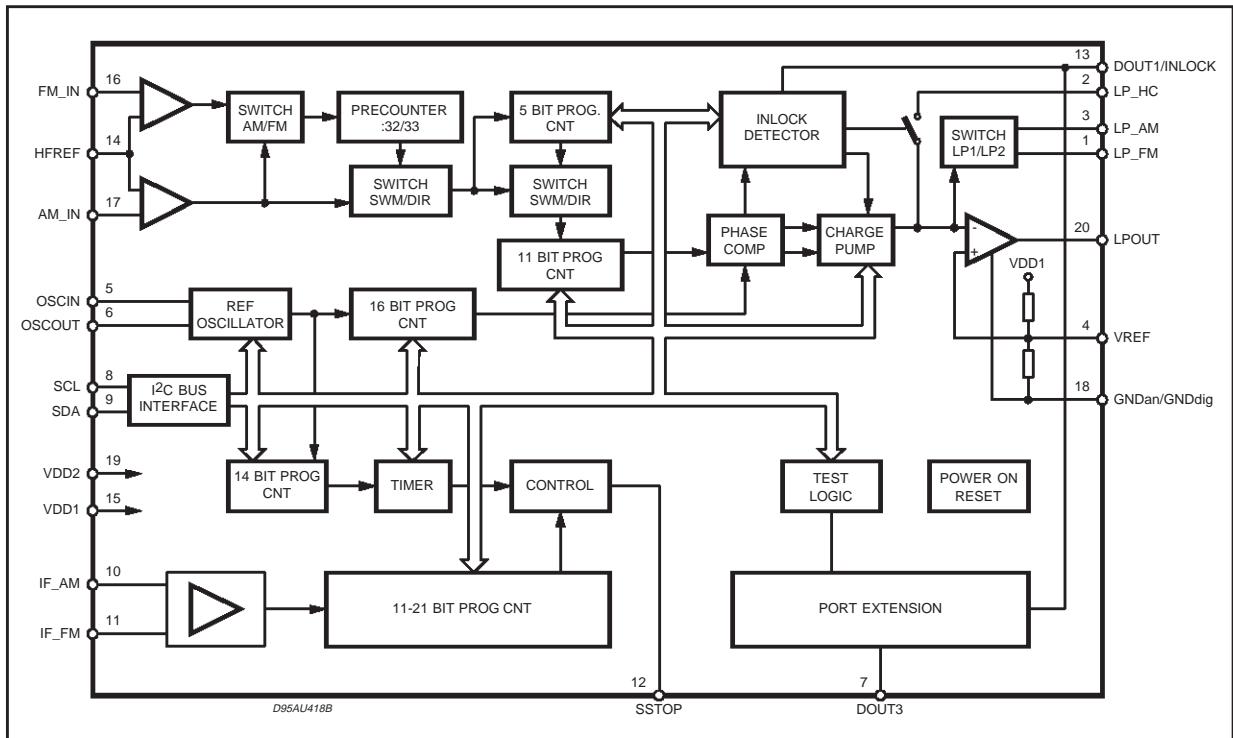 13
DOUT1/INLOCK
16
FM_IN
2
LP_HC
SWITCH
AM/FM
PRECOUNTER
:32/33
5 BIT PROG.
CNT
INLOCK
DETECTOR
SWITCH
LP1/LP2
3
LP_AM
14
HFREF
1
LP_FM
SWITCH
SWM/DIR
SWITCH
SWM/DIR
17
AM_IN
PHASE
COMP
CHARGE
PUMP
-
+
20
LPOUT
11 BIT PROG
CNT
VDD1
5
OSCIN
6
OSCOUT
REF
OSCILLATOR
16 BIT PROG
CNT
4
VREF
8
SCL
9
SDA
I2C BUS
INTERFACE
18
GNDan/GNDdig
19
VDD2
15
VDD1
14 BIT PROG
CNT
TIMER
CONTROL
TEST
LOGIC
POWER ON
RESET
10
IF_AM
11
IF_FM
11-21 BIT PROG CNT
PORT EXTENSION
12
7
D95AU418B
SSTOP
DOUT3